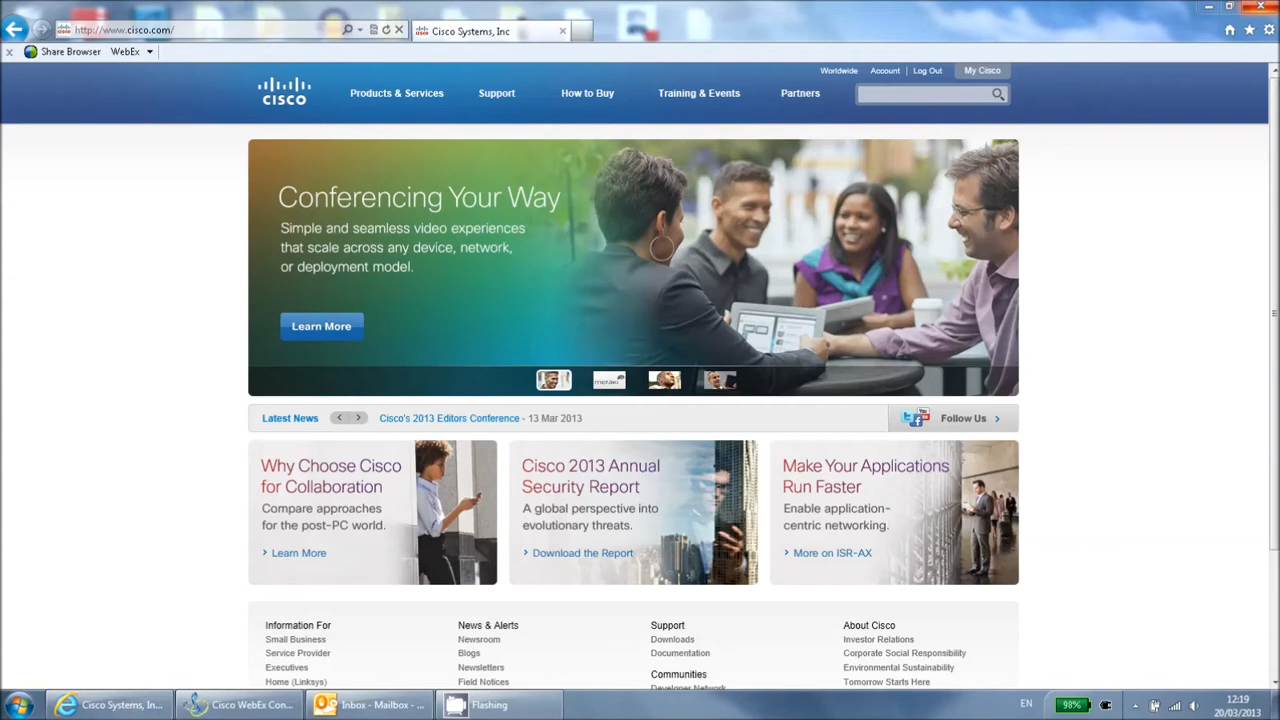 http://www.cisco.com/
Cisco Systems, Inc
Share Browser WebEx
Worldwide Account Log Out My Cisco
CISCO
Products & Services Support How to Buy Training & Events Partners
Conferencing Your Way
Simple and seamless video experiences
that scale across any device, network,
or deployment model.
Learn More
meraki
Latest News Cisco's 2013 Editors Conference - 13 Mar 2013 Follow Us
Why Choose Cisco
for Collaboration
Compare approaches
for the post-PC world.
Learn More
Cisco 2013 Annual
Security Report
A global perspective into
evolutionary threats.
Download the Report
Make Your Applications
Run Faster
Enable application-
centric networking.
More on ISR-AX
Information For
Small Business
Service Provider
Executives
Home (Linksys)
News & Alerts
Newsroom
Blogs
Newsletters
Field Notices
Support
Downloads
Documentation
Communities
Developer Network
About Cisco
Investor Relations
Corporate Social Responsibility
Environmental Sustainability
Tomorrow Starts Here
Cisco Systems, In... Cisco WebEx Con... Inbox - Mailbox - ... Flashing
EN 98% 12:19
20/03/2013